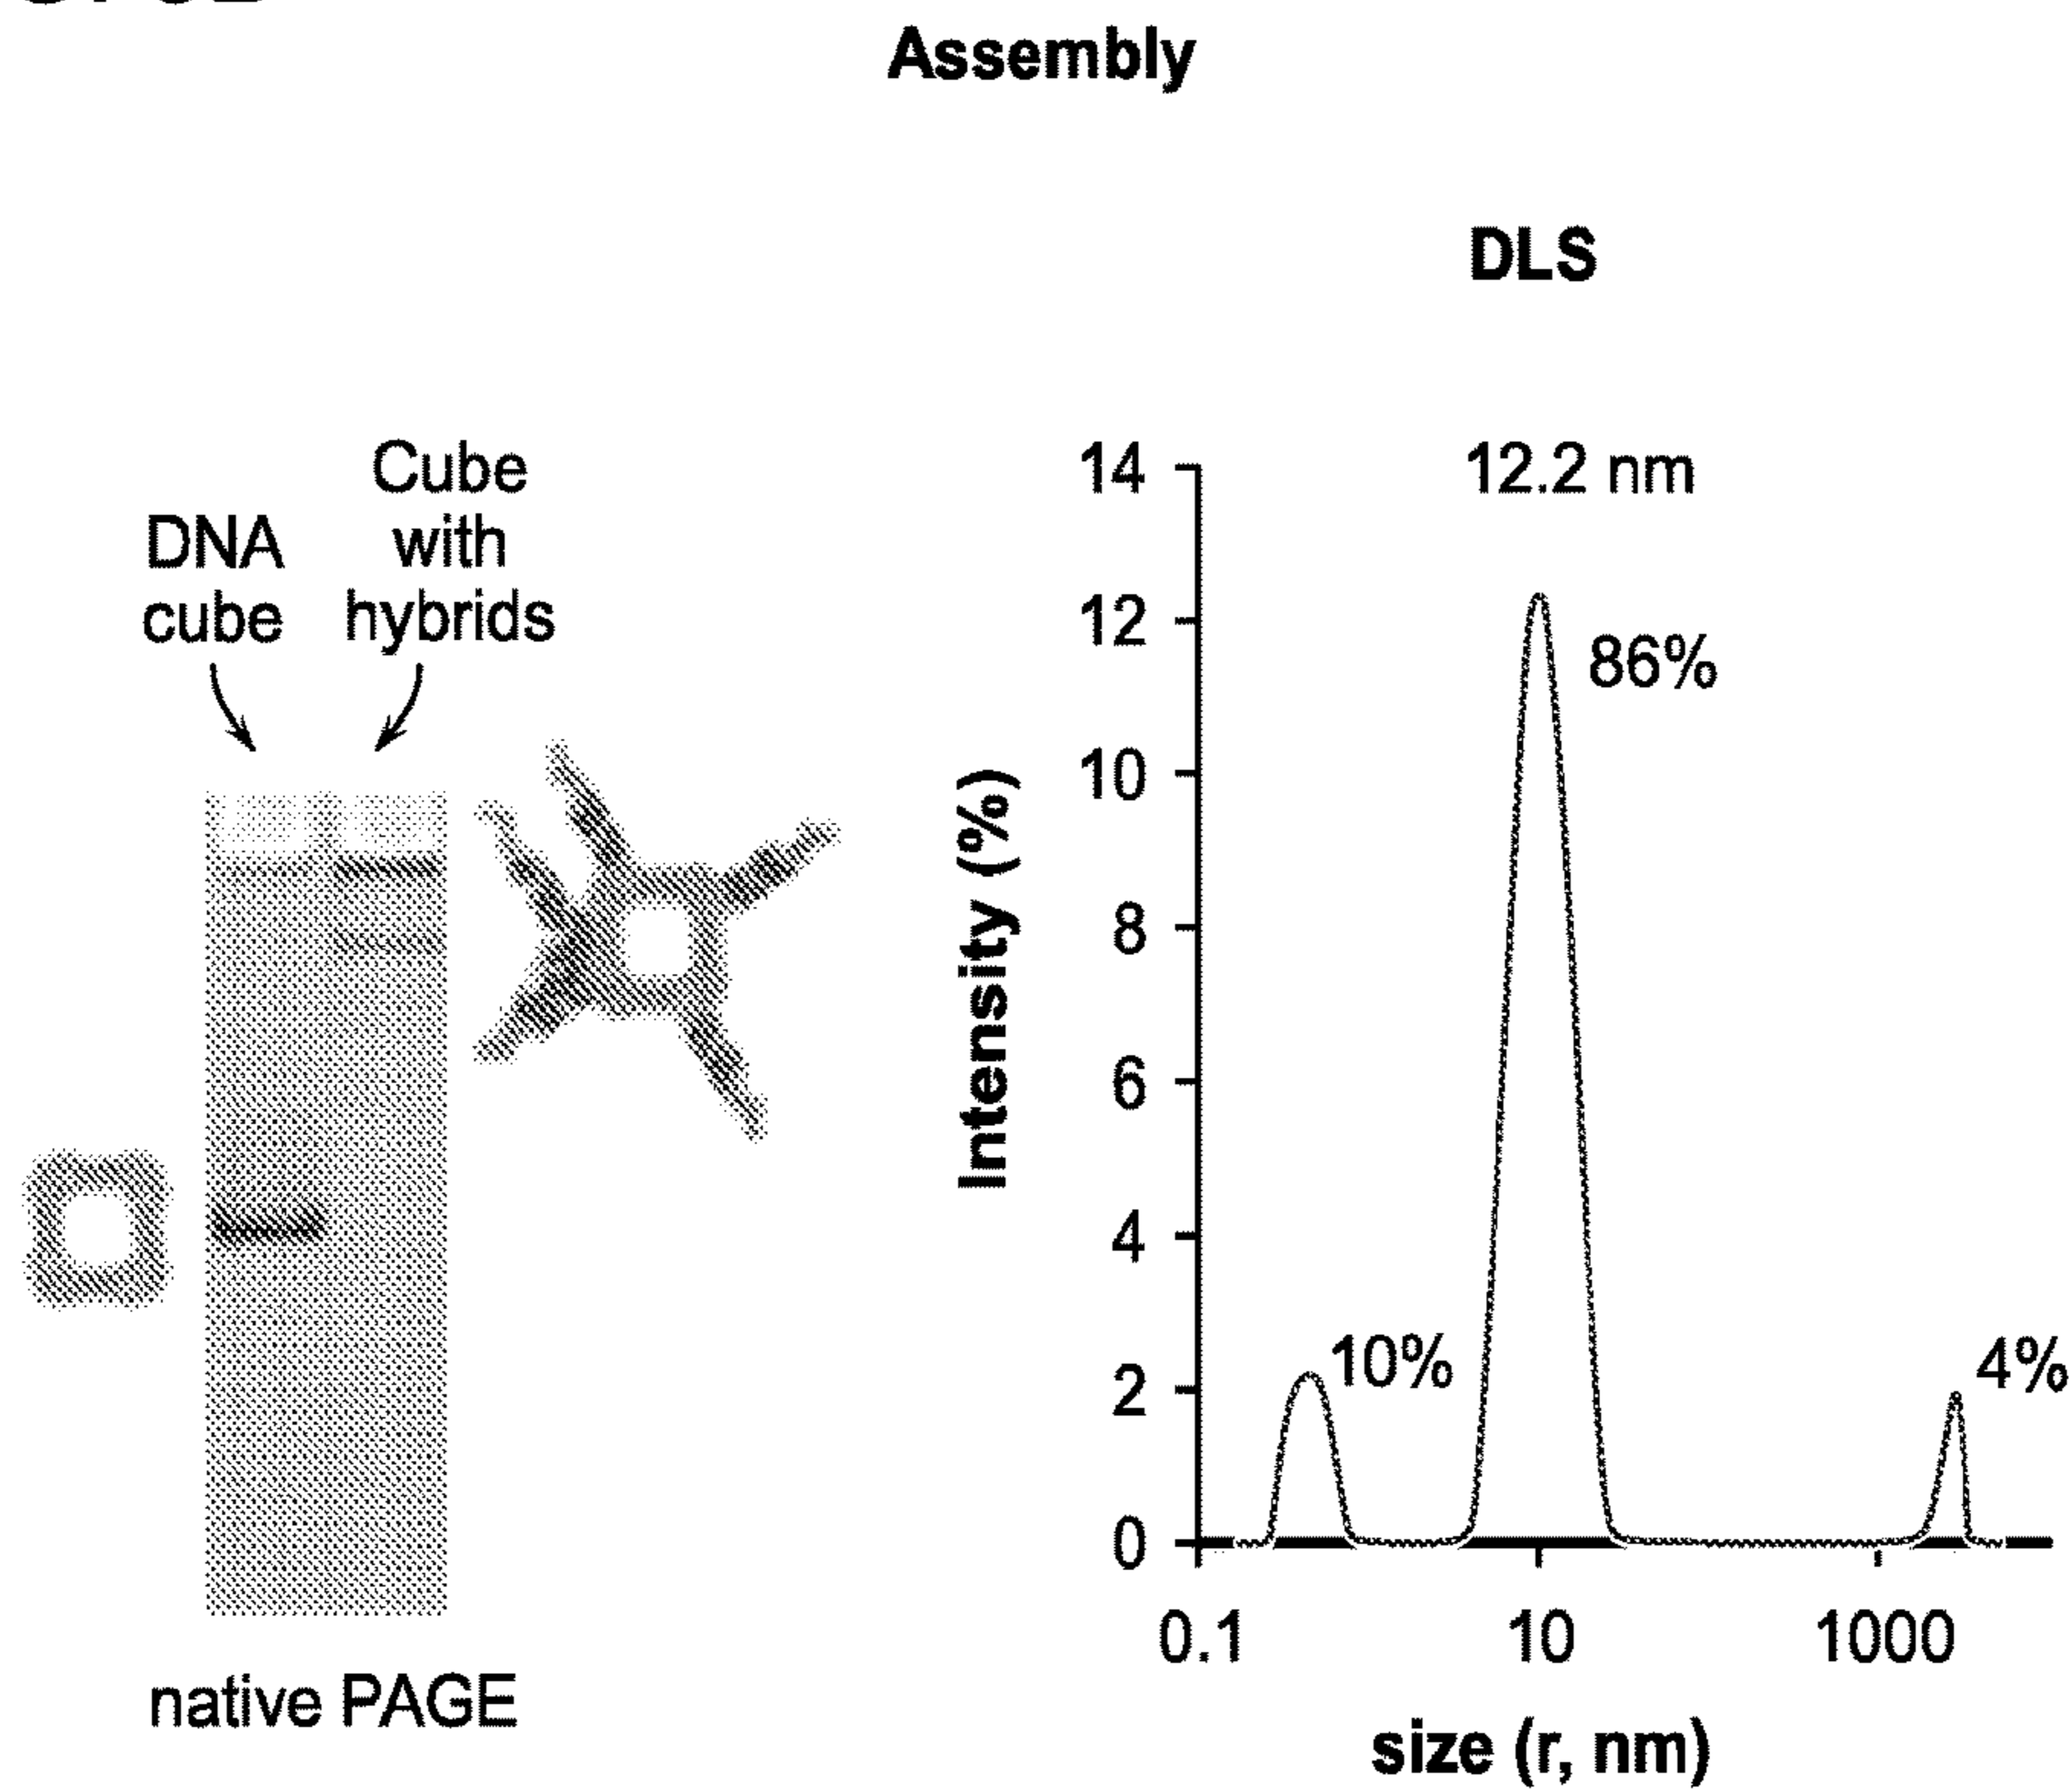 Assembly
DNA
cube
Cube
with
hybrids
native PAGE
DLS
12.2 nm
Intensity (%)
14
12
10
8
6
4
2
0
86%
10%
4%
0.1
10
1000
size (r, nm)